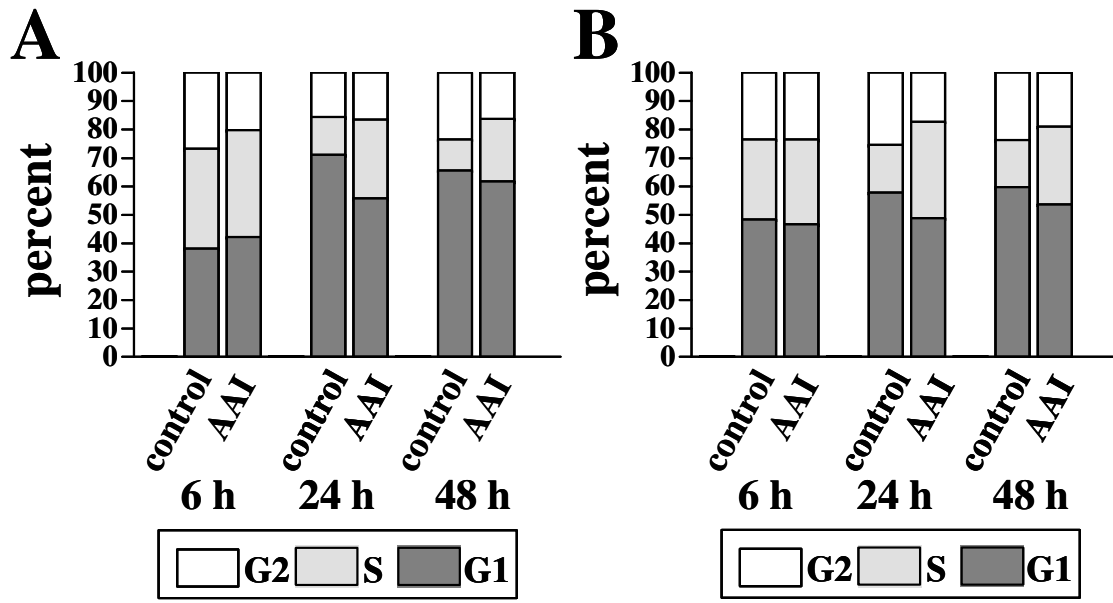 A
percent
100
90
80
70
60
50
40
30
20
10
0
control
AAI
control
AAI
control
AAI
6 h
24 h
48 h
G2
S
G1
B
percent
100
90
80
70
60
50
40
30
20
10
0
control
AAI
control
AAI
control
AAI
6 h
24 h
48 h
G2
S
G1